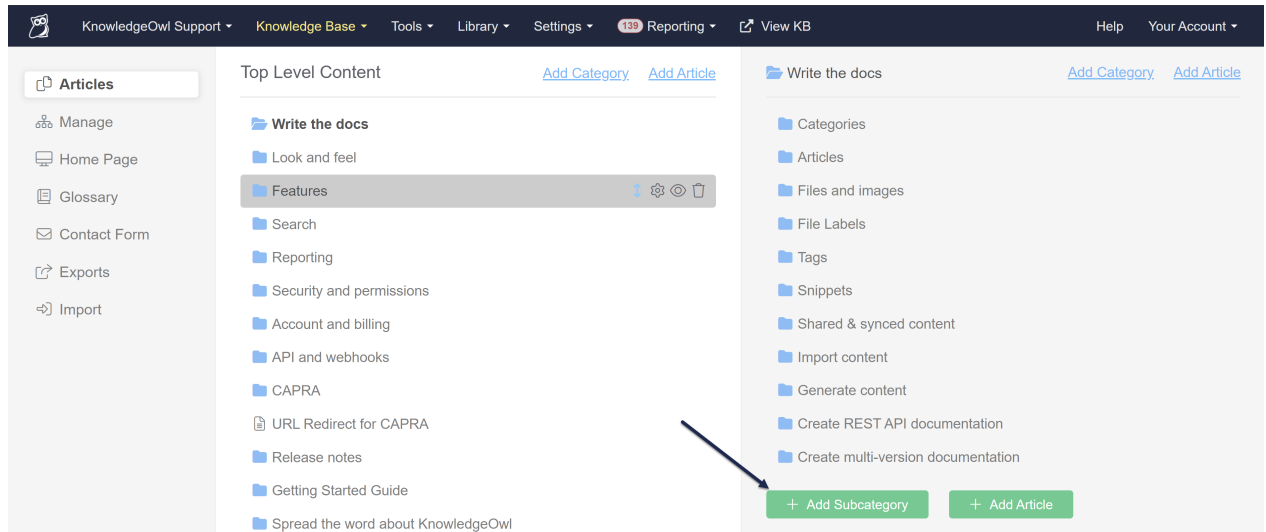 KnowledgeOwl Support Knowledge Base Tools Library Settings 139 Reporting View KB Help Your Account
Articles
Manage
Home Page
Glossary
Contact Form
Exports
Import
Top Level Content Add Category Add Article
Write the docs
Look and feel
Features
Search
Reporting
Security and permissions
Account and billing
API and webhooks
CAPRA
URL Redirect for CAPRA
Release notes
Getting Started Guide
Spread the word about KnowledgeOwl
Write the docs Add Category Add Article
Categories
Articles
Files and images
File Labels
Tags
Snippets
Shared & synced content
Import content
Generate content
Create REST API documentation
Create multi-version documentation
+ Add Subcategory + Add Article